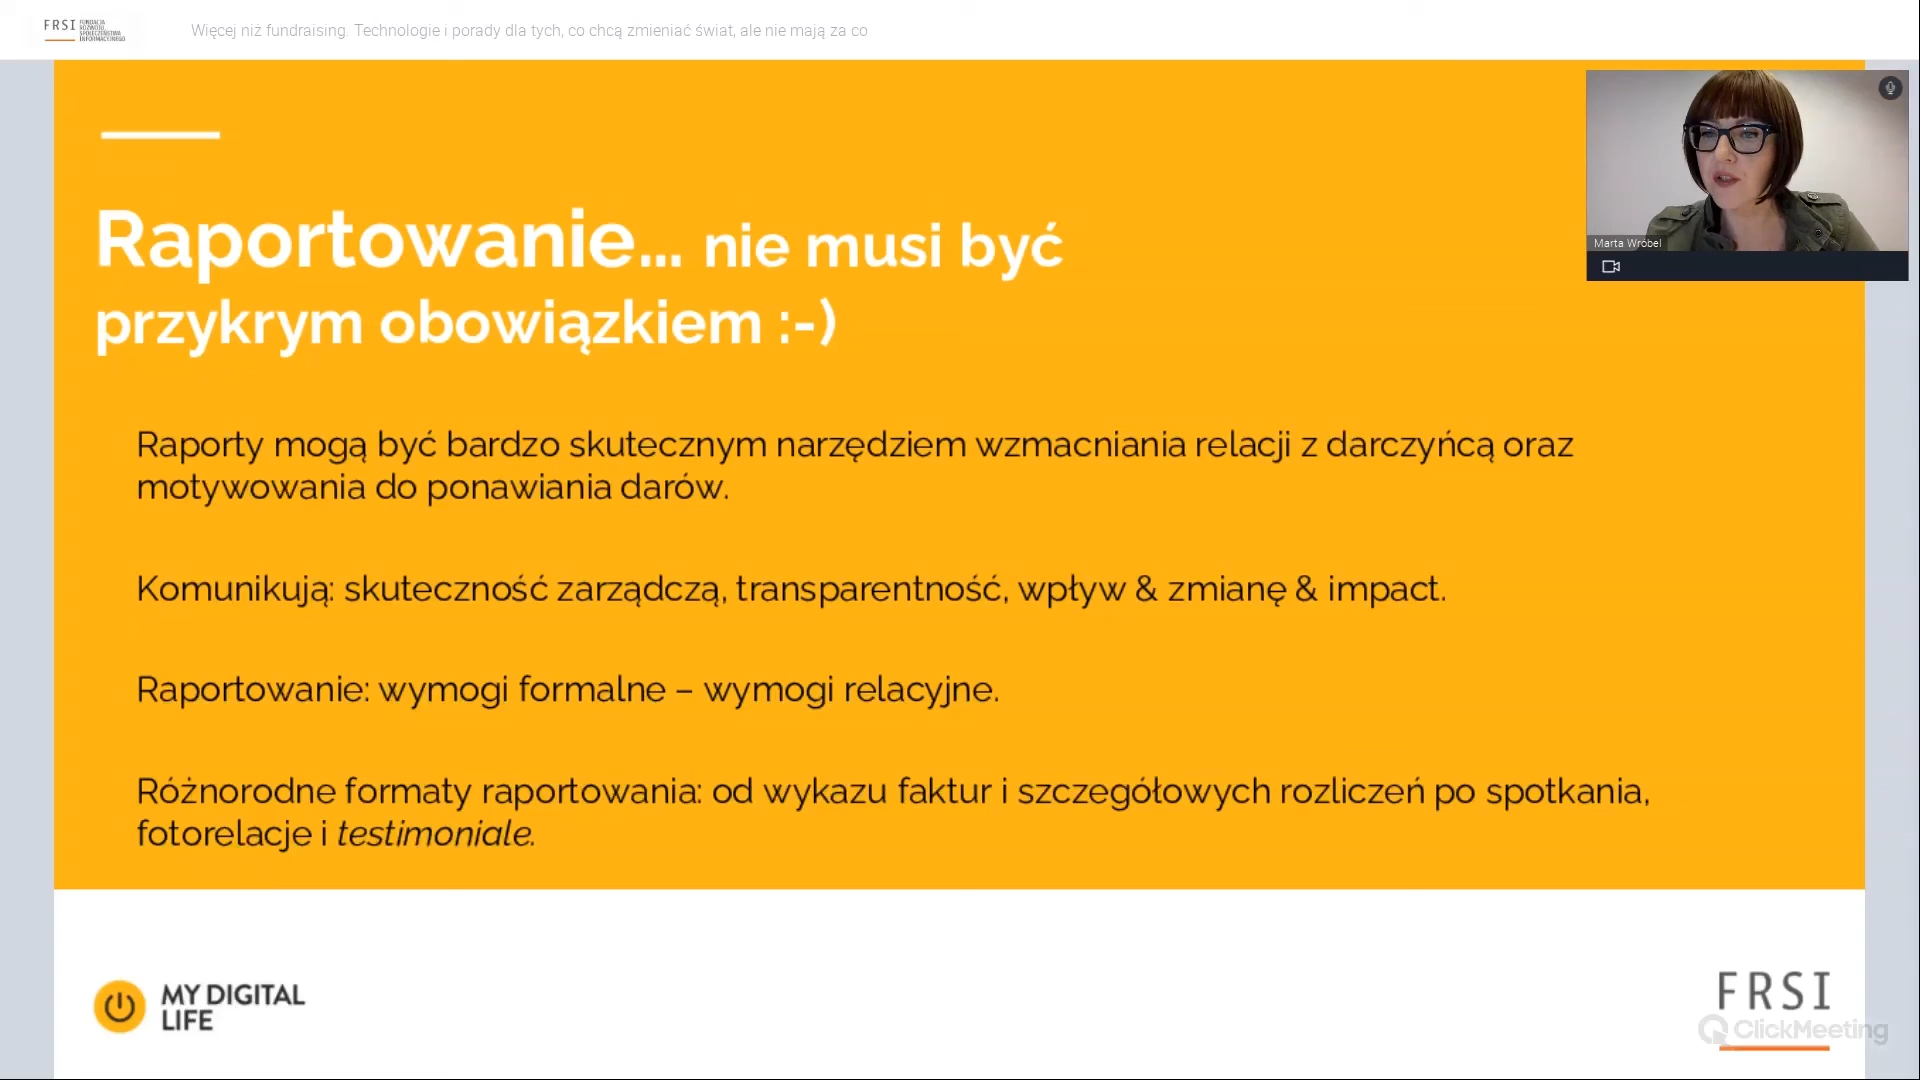 FRSI FUNDACJA
ROZWOJU
SPOŁECZEŃSTWA
INFORMACYJNEGO
Więcej niż fundraising. Technologie i porady dla tych, co chcą zmieniać świat, ale nie mają za co
Marta Wróbel
Raportowanie... nie musi być
przykrym obowiązkiem :-)
Raporty mogą być bardzo skutecznym narzędziem wzmacniania relacji z darczyńcą oraz
motywowania do ponawiania darów.
Komunikują: skuteczność zarządczą, transparentność, wpływ & zmianę & impact.
Raportowanie: wymogi formalne – wymogi relacyjne.
Różnorodne formaty raportowania: od wykazu faktur i szczegółowych rozliczeń po spotkania,
fotorelacje i testimoniale.
MY DIGITAL
LIFE
FRSI
ClickMeeting